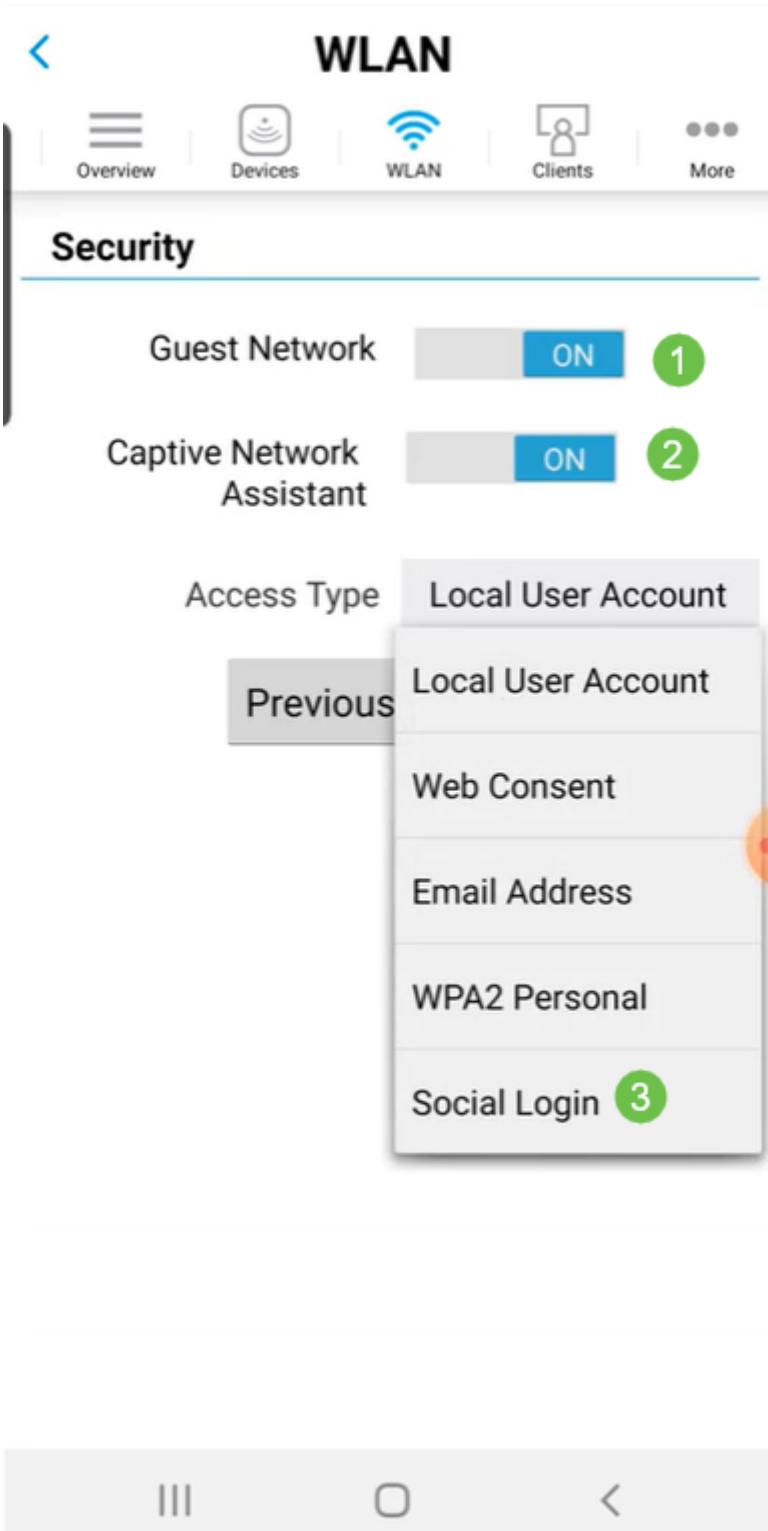 WLAN
Overview
Devices
WLAN
Clients
More
Security
Guest Network ON 1
Captive Network
Assistant ON 2
Access Type Local User Account
Previous
Local User Account
Web Consent
Email Address
WPA2 Personal
Social Login 3